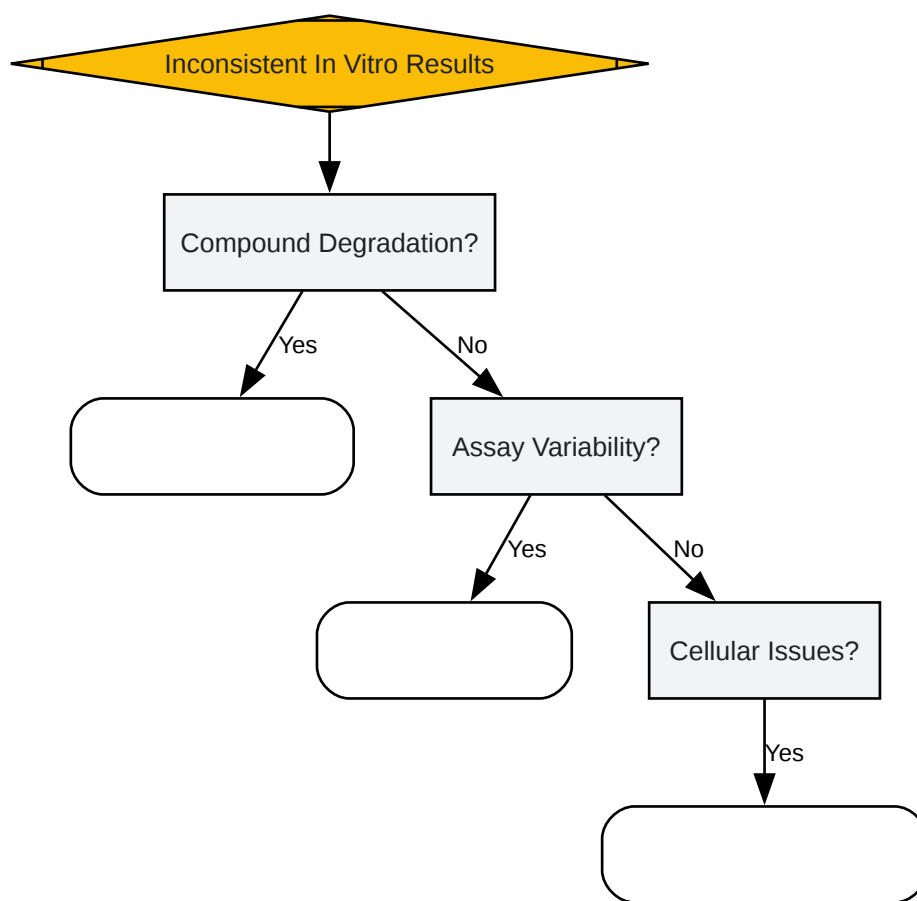 Inconsistent In Vitro Results
Compound Degradation?
Yes
No
Assay Variability?
Yes
No
Cellular Issues?
Yes